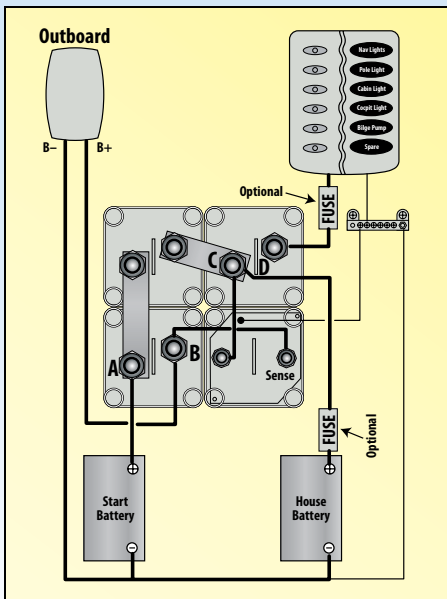 Outboard
B–
B+
Nav Lights
Pole Light
Cabin Light
Cocpit Light
Bilge Pump
Spare
Optional
FUSE
C
D
A
B
Sense
FUSE
Optional
Start
Battery
House
Battery